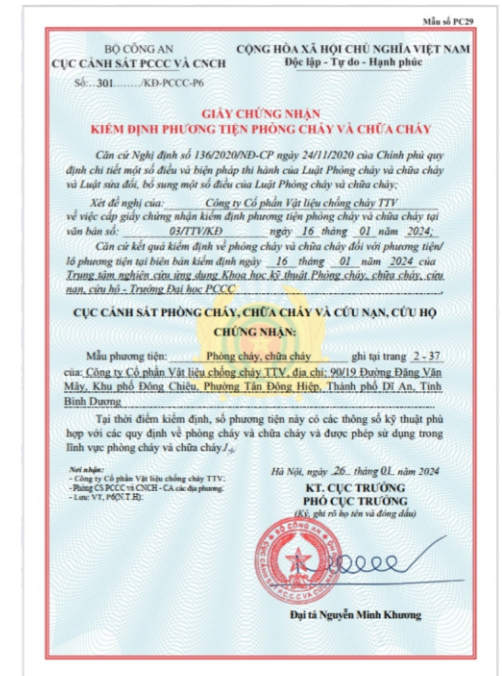 Mẫu số PC29
BỘ CÔNG AN
CỤC CẢNH SÁT PCCC VÀ CNCH
Số:...301........./KĐ-PCCC-P6
CỘNG HÒA XÃ HỘI CHỦ NGHĨA VIỆT NAM
Độc lập - Tự do - Hạnh phúc
GIẤY CHỨNG NHẬN
KIỂM ĐỊNH PHƯƠNG TIỆN PHÒNG CHÁY VÀ CHỮA CHÁY
Căn cứ Nghị định số 136/2020/NĐ-CP ngày 24/11/2020 của Chính phủ quy
định chi tiết một số điều và biện pháp thi hành của Luật Phòng cháy và chữa cháy
và Luật sửa đổi, bổ sung một số điều của Luật Phòng cháy và chữa cháy;
Xét đề nghị của: Công ty Cổ phần Vật liệu chống cháy TTV
về việc cấp giấy chứng nhận kiểm định phương tiện phòng cháy và chữa cháy tại
văn bản số: 03/TTV/KĐ ngày 16 tháng 01 năm 2024;
Căn cứ kết quả kiểm định về phòng cháy và chữa cháy đối với phương tiện/
lô phương tiện tại biên bản kiểm định ngày 16 tháng 01 năm 2024 của
Trung tâm nghiên cứu ứng dụng Khoa học kỹ thuật Phòng cháy, chữa cháy, cứu
nạn, cứu hộ - Trường Đại học PCCC
CỤC CẢNH SÁT PHÒNG CHÁY, CHỮA CHÁY VÀ CỨU NẠN, CỨU HỘ
CHỨNG NHẬN:
Mẫu phương tiện: Phòng cháy, chữa cháy ghi tại trang 2 - 37
của: Công ty Cổ phần Vật liệu chống cháy TTV, địa chỉ: 90/19 Đường Đặng Văn
Mây, Khu phố Đông Chiêu, Phường Tân Đông Hiệp, Thành phố Dĩ An, Tỉnh
Bình Dương
Tại thời điểm kiểm định, số phương tiện này có các thông số kỹ thuật phù
hợp với các quy định về phòng cháy và chữa cháy và được phép sử dụng trong
lĩnh vực phòng cháy và chữa cháy./.
Nơi nhận:
- Công ty Cổ phần Vật liệu chống cháy TTV;
- Phòng CS PCCC và CNCH - CA các địa phương;
- Lưu: VT, P6(N.T.H);
Hà Nội, ngày 26 tháng 01 năm 2024
KT. CỤC TRƯỞNG
PHÓ CỤC TRƯỞNG
(Ký, ghi rõ họ tên và đóng dấu)
Đại tá Nguyễn Minh Khương